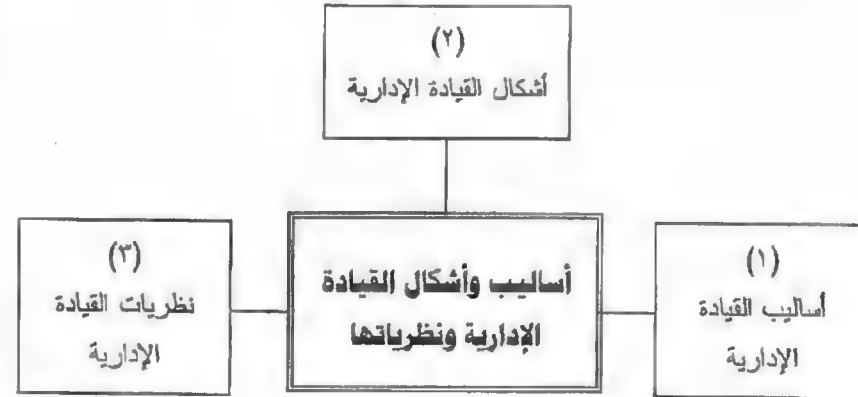 (٢)
أشكال القيادة الإدارية
(١)
أساليب القيادة
الإدارية
أساليب وأشكال القيادة
الإدارية ونظرياتها
(٣)
نظريات القيادة
الإدارية